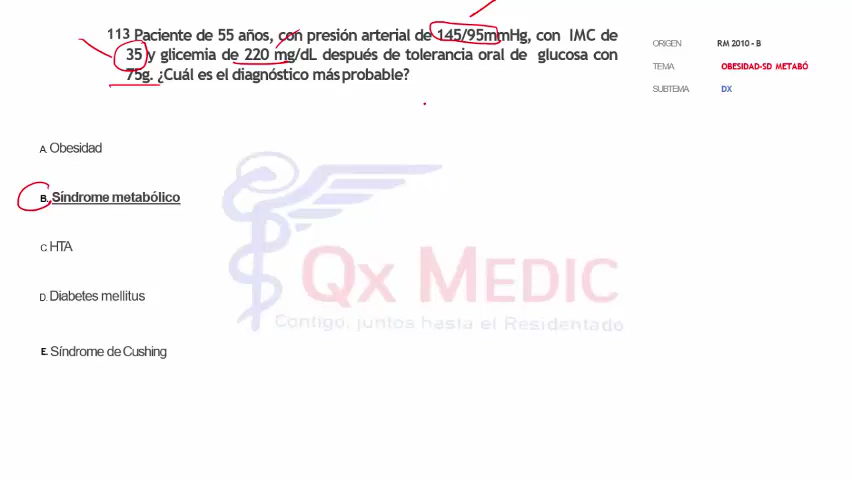 113 Paciente de 55 años, con presión arterial de 145/95mmHg, con IMC de
35 y glicemia de 220 mg/dL después de tolerancia oral de glucosa con
75g. ¿Cuál es el diagnóstico más probable?
ORIGEN RM 2010 - B
TEMA OBESIDAD-SD METABÓ
SUBTEMA DX
A. Obesidad
B. Síndrome metabólico
C. HTA
D. Diabetes mellitus
E. Síndrome de Cushing
Qx MEDIC
Contigo, juntos hasta el Residentado